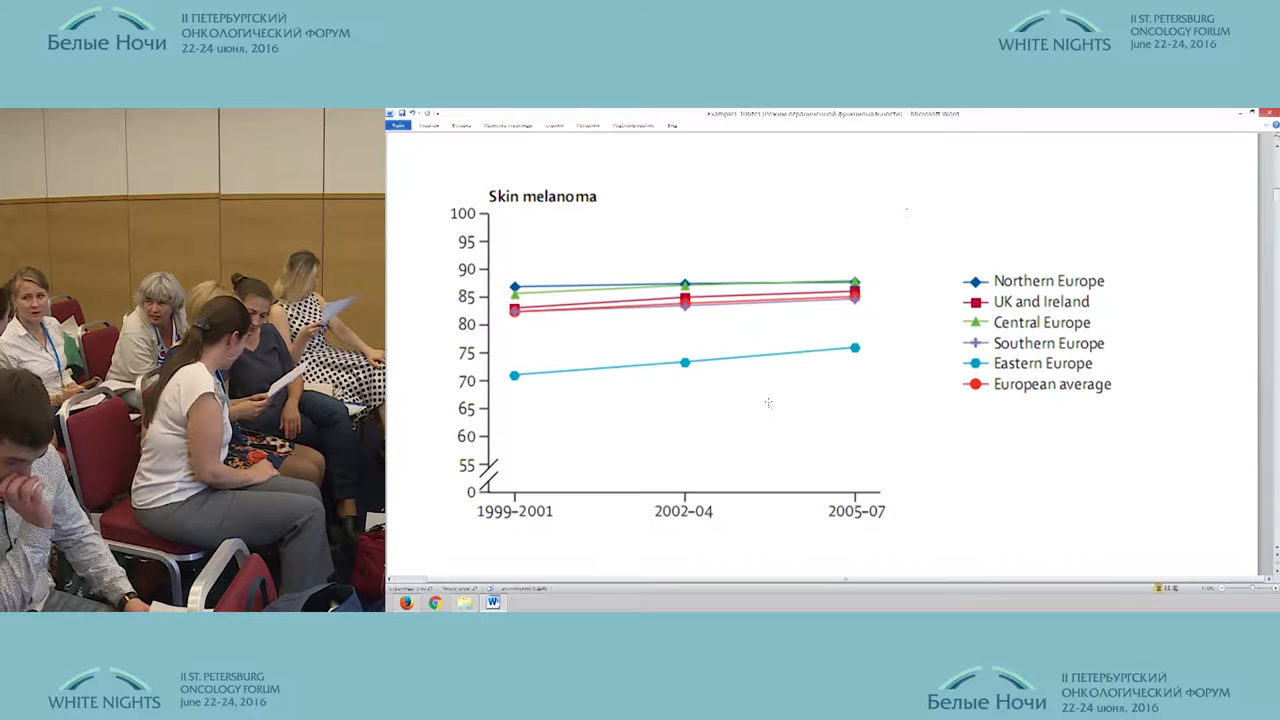 II ПЕТЕРБУРГСКИЙ
ОНКОЛОГИЧЕСКИЙ ФОРУМ
22-24 июня, 2016
Белые Ночи
II ST. PETERSBURG
ONCOLOGY FORUM
June 22-24, 2016
WHITE NIGHTS
Microsoft Word
Файл
Skin melanoma
100
95
90
85
80
75
70
65
60
55
0
1999–2001
2002–04
2005–07
Northern Europe
UK and Ireland
Central Europe
Southern Europe
Eastern Europe
European average
II ST. PETERSBURG
ONCOLOGY FORUM
June 22-24, 2016
WHITE NIGHTS
II ПЕТЕРБУРГСКИЙ
ОНКОЛОГИЧЕСКИЙ ФОРУМ
22-24 июня, 2016
Белые Ночи